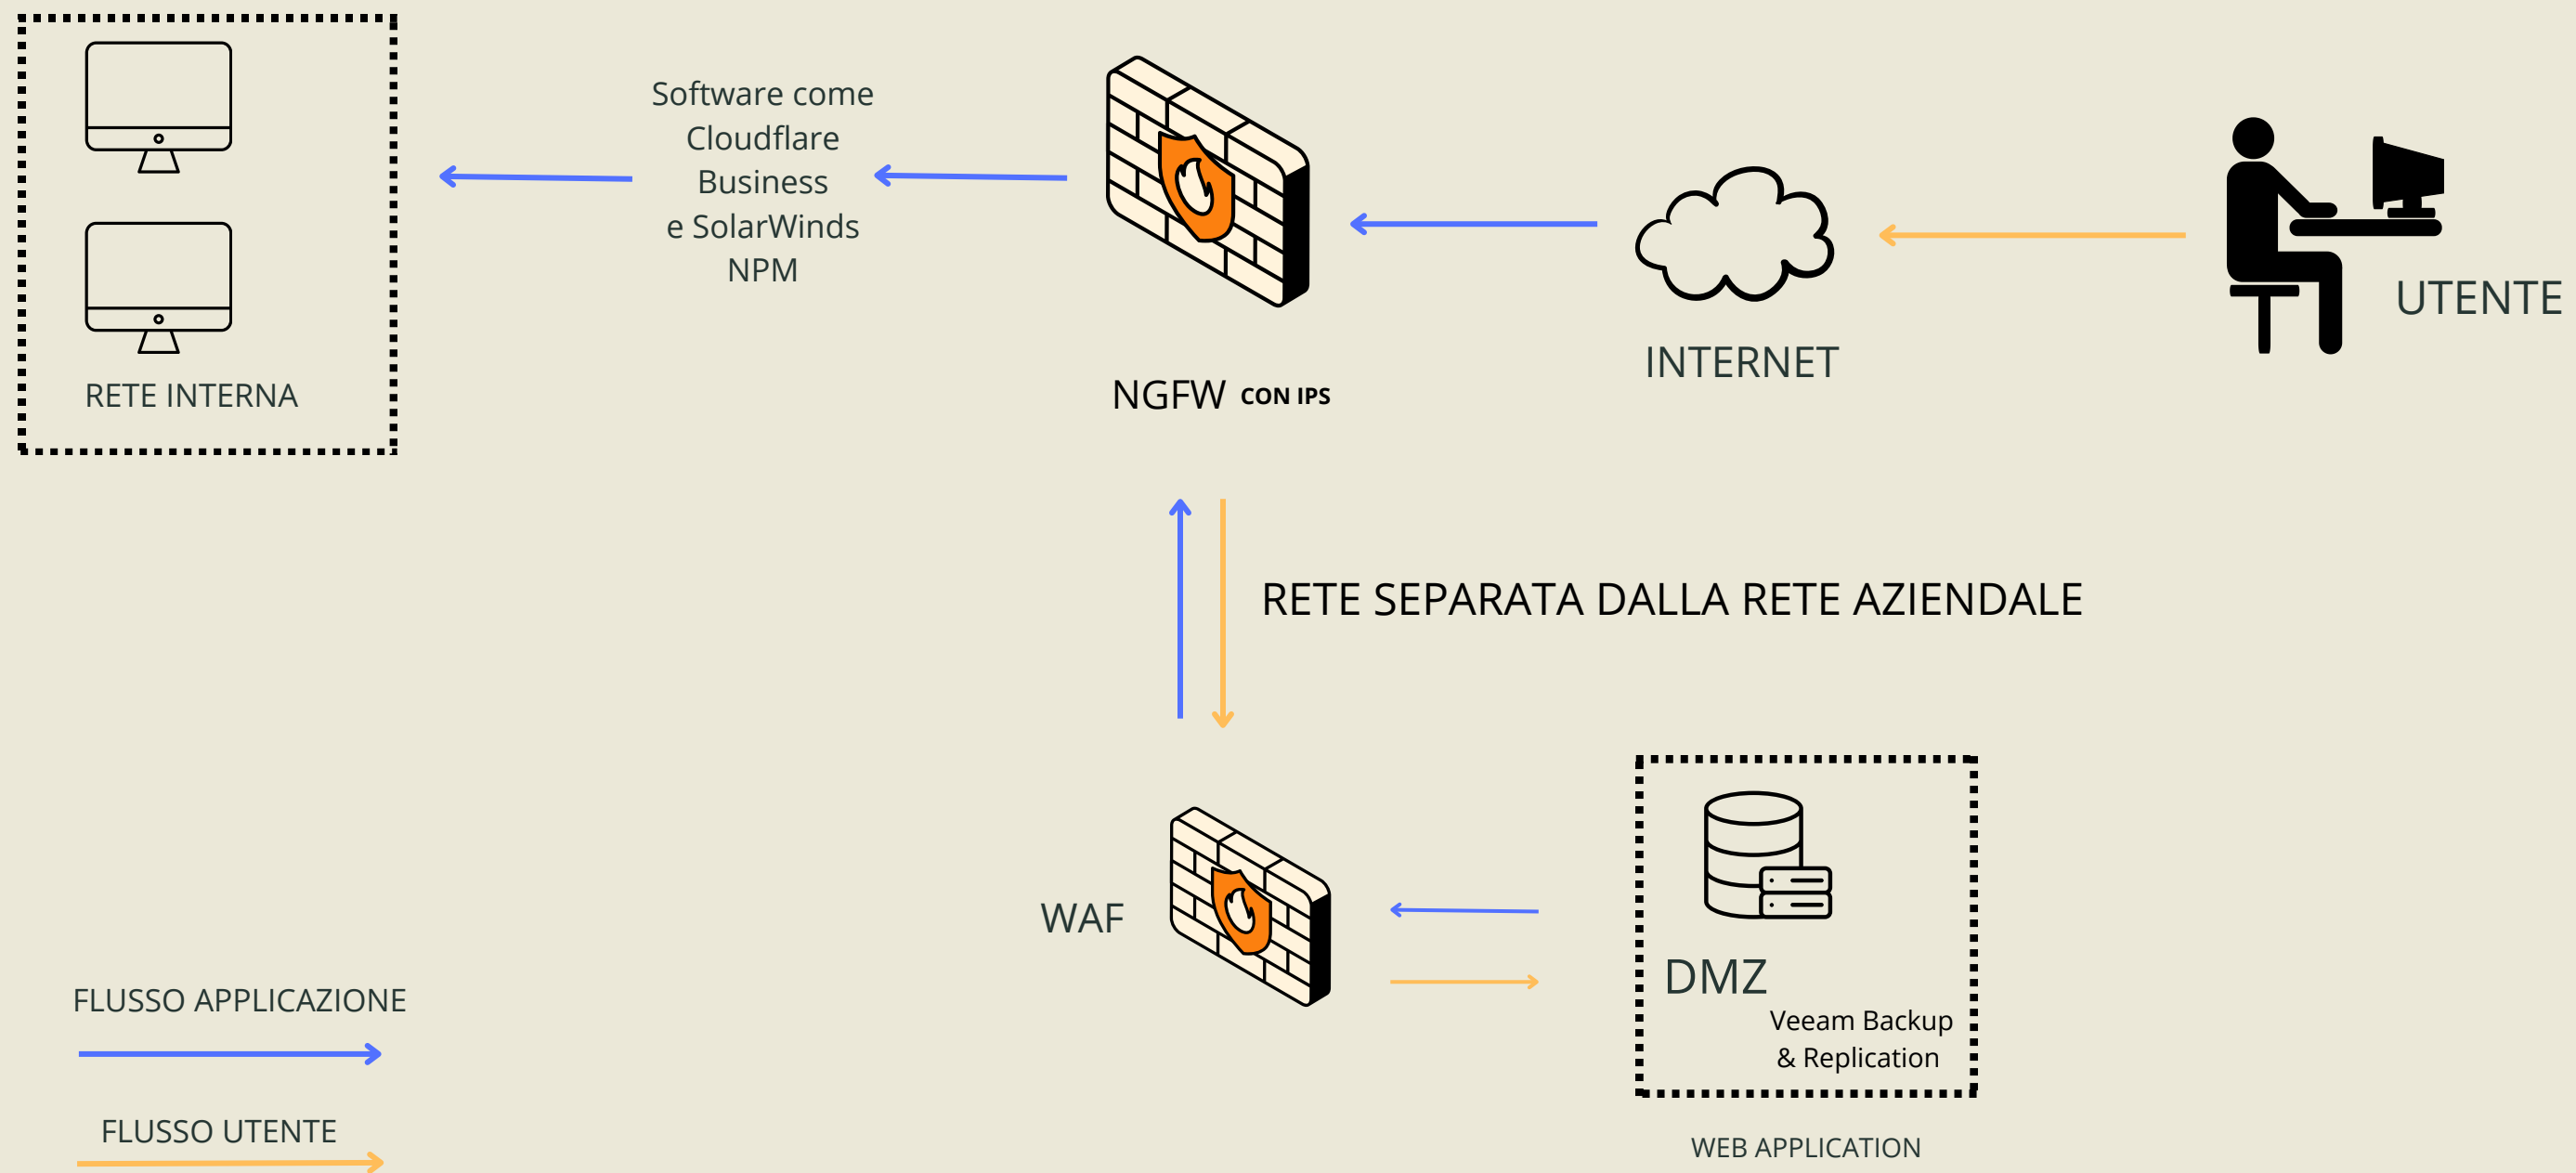 Software come
Cloudflare
Business
e SolarWinds
NPM
UTENTE
INTERNET
RETE INTERNA
NGFW CON IPS
RETE SEPARATA DALLA RETE AZIENDALE
WAF
DMZ
Veeam Backup
& Replication
WEB APPLICATION
FLUSSO APPLICAZIONE
FLUSSO UTENTE